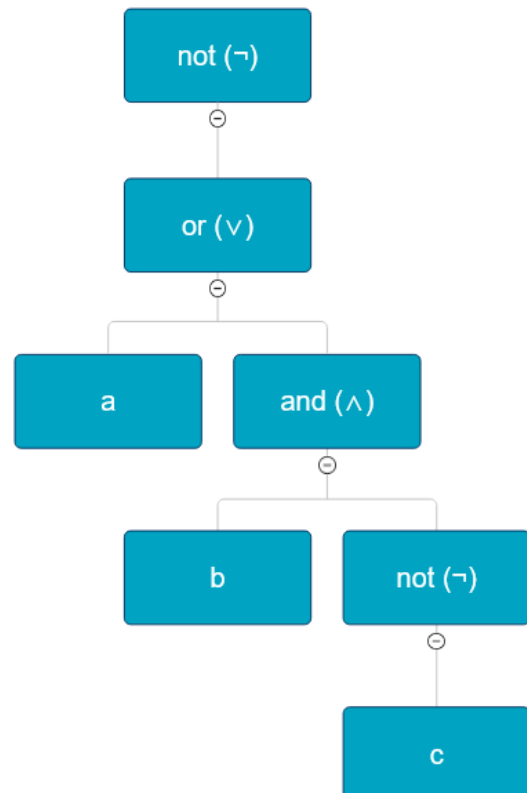 not (¬)
or (∨)
a
and (∧)
b
not (¬)
c